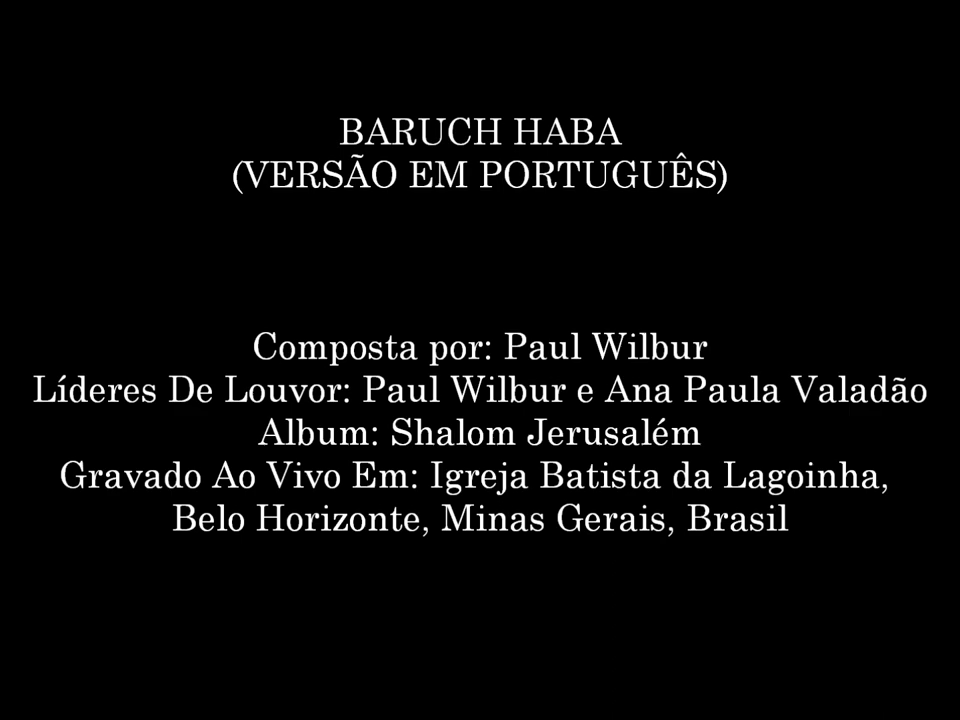 BARUCH HABA
(VERSÃO EM PORTUGUÊS)
Composta por: Paul Wilbur
Líderes De Louvor: Paul Wilbur e Ana Paula Valadão
Album: Shalom Jerusalém
Gravado Ao Vivo Em: Igreja Batista da Lagoinha,
Belo Horizonte, Minas Gerais, Brasil